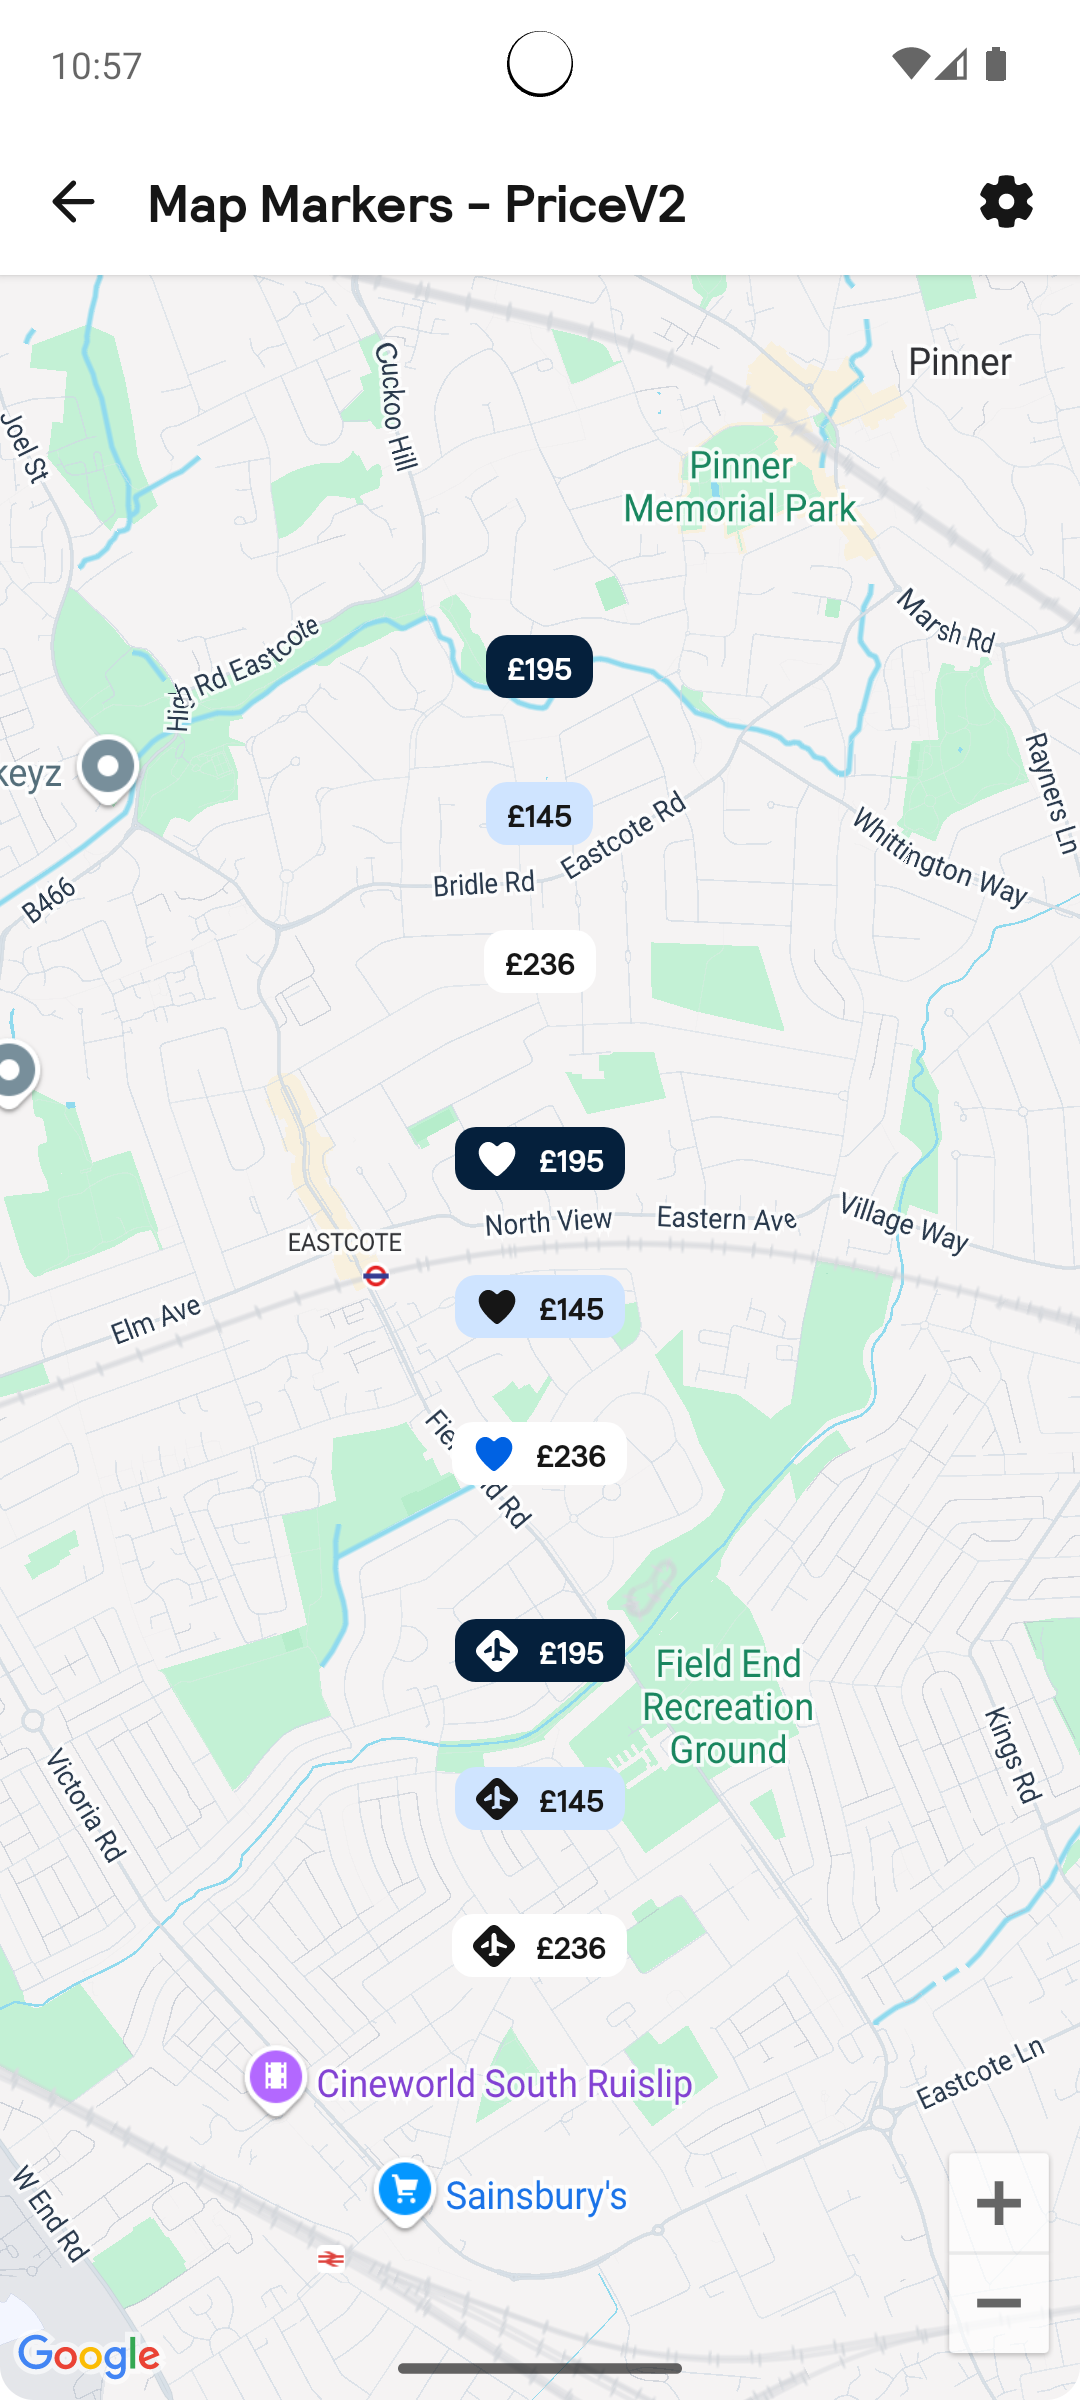 10:57
Map Markers – PriceV2
Pinner
Cuckoo Hill
Joel St
Pinner
Memorial Park
Marsh Rd
High Rd Eastcote
£195
Rayners Ln
keyz
£145
Eastcote Rd
Whittington Way
Bridle Rd
B466
£236
£195
North View
Eastern Ave
Village Way
EASTCOTE
£145
Elm Ave
£236
Fie
d Rd
£195
Field End
Recreation
Ground
Kings Rd
Victoria Rd
£145
£236
Eastcote Ln
Cineworld South Ruislip
Sainsbury's
W End Rd
Google